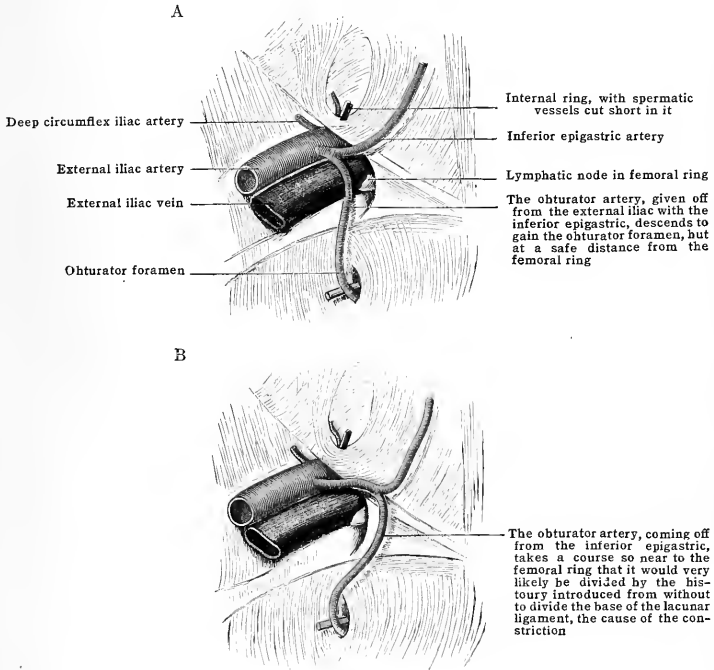 A
Deep circumflex iliac artery
External iliac artery
External iliac vein
Obturator foramen
Internal ring, with spermatic
vessels cut short in it
Inferior epigastric artery
Lymphatic node in femoral ring
The obturator artery, given off
from the external iliac with the
inferior epigastric, descends to
gain the obturator foramen, but
at a safe distance from the
femoral ring
B
The obturator artery, coming off
from the inferior epigastric,
takes a course so near to the
femoral ring that it would very
likely be divided by the bis-
toury introduced from without
to divide the base of the lacunar
ligament, the cause of the con-
striction